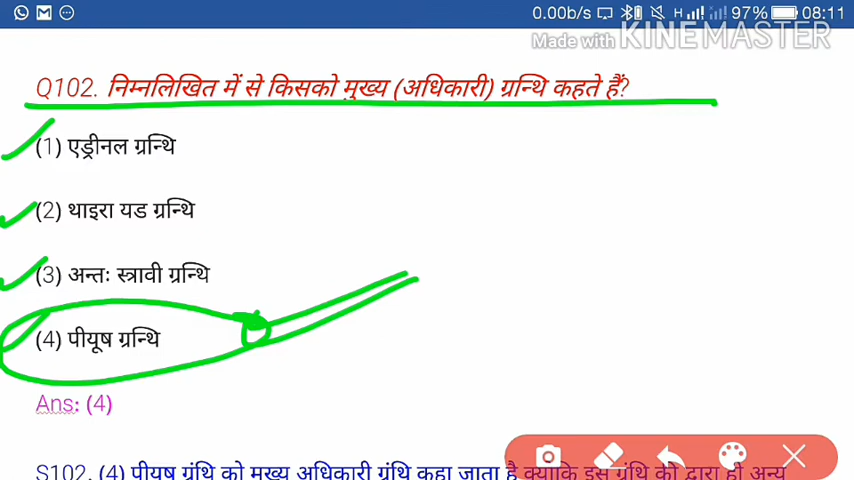 0.00b/s H 97% 08:11
Made with KINEMASTER
Q102. निम्नलिखित में से किसको मुख्य (अधिकारी) ग्रन्थि कहते हैं?
(1) एड्रीनल ग्रन्थि
(2) थाइरा यड ग्रन्थि
(3) अन्तः स्त्रावी ग्रन्थि
(4) पीयूष ग्रन्थि
Ans: (4)
S102. (4) पीयूष ग्रंथि को मुख्य अधिकारी ग्रंथि कहा जाता है क्योकि इस ग्रंथि के द्वारा ही अन्य